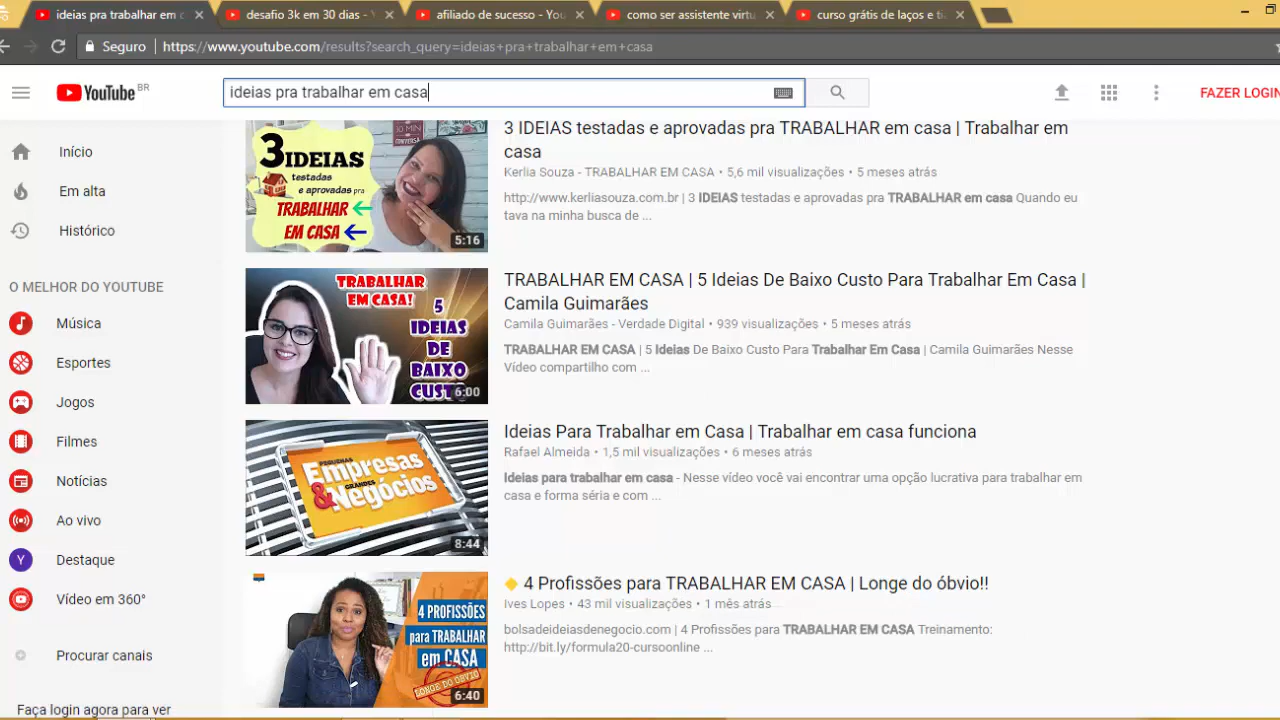 ideias pra trabalhar em c
desafio 3k em 30 dias - Y
afiliado de sucesso - You
como ser assistente virtu
curso grátis de laços e ti
Seguro
https://www.youtube.com/results?search_query=ideias+pra+trabalhar+em+casa
YouTube BR
ideias pra trabalhar em casa
FAZER LOGIN
Início
Em alta
Histórico
O MELHOR DO YOUTUBE
Música
Esportes
Jogos
Filmes
Notícias
Ao vivo
Y
Destaque
Vídeo em 360°
Procurar canais
Faça login agora para ver
3 IDEIAS
testadas
e aprovadas pra
TRABALHAR
EM CASA
5:16
3 IDEIAS testadas e aprovadas pra TRABALHAR em casa | Trabalhar em
casa
Kerlia Souza - TRABALHAR EM CASA • 5,6 mil visualizações • 5 meses atrás
http://www.kerliasouza.com.br | 3 IDEIAS testadas e aprovadas pra TRABALHAR em casa Quando eu
tava na minha busca de ...
TRABALHAR
EM CASA!
5
IDEIAS
DE
BAIXO
CUSTO
6:00
TRABALHAR EM CASA | 5 Ideias De Baixo Custo Para Trabalhar Em Casa |
Camila Guimarães
Camila Guimarães - Verdade Digital • 939 visualizações • 5 meses atrás
TRABALHAR EM CASA | 5 Ideias De Baixo Custo Para Trabalhar Em Casa | Camila Guimarães Nesse
Vídeo compartilho com ...
PEQUENAS
Empresas
GRANDES
&Negócios
8:44
Ideias Para Trabalhar em Casa | Trabalhar em casa funciona
Rafael Almeida • 1,5 mil visualizações • 6 meses atrás
Ideias para trabalhar em casa - Nesse vídeo você vai encontrar uma opção lucrativa para trabalhar em
casa e forma séria e com ...
4 PROFISSÕES
para TRABALHAR
em CASA
LONGE DO ÓBVIO
6:40
4 Profissões para TRABALHAR EM CASA | Longe do óbvio!!
Ives Lopes • 43 mil visualizações • 1 mês atrás
bolsadeideiasdenegocio.com | 4 Profissões para TRABALHAR EM CASA Treinamento:
http://bit.ly/formula20-cursoonline ...